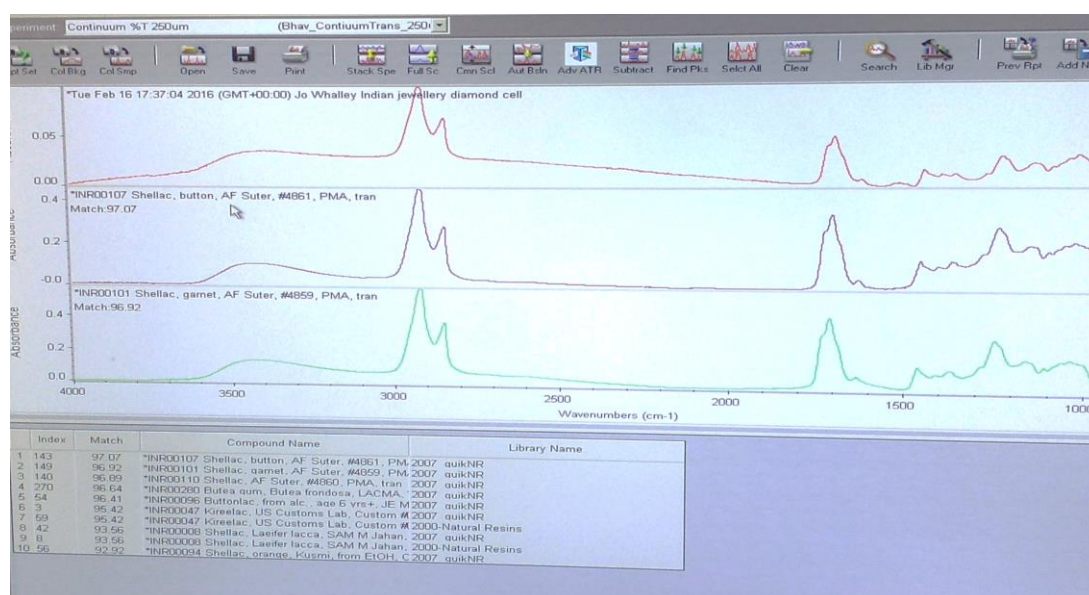 periment: Continuum %T 250um (Bhav_ContiuumTrans_250
Col Bkg Col Smp Open Save Print Stack Spe Full Sc Cmn Scl Aut Bsln Adv ATR Subtract Find Pks Selct All Clear Search Lib Mgr Prev Rpt Add N
*Tue Feb 16 17:37:04 2016 (GMT+00:00) Jo Whalley Indian jewellery diamond cell
0.05
0.00
*INR00107 Shellac, button, AF Suter, #4861, PMA, tran
Match:97.07
0.4
0.2
-0.0
Absorbance
*INR00101 Shellac, garnet, AF Suter, #4859, PMA, tran
Match:96.92
0.4
0.2
0.0
Absorbance
4000 3500 3000 2500 2000 1500 1000
Wavenumbers (cm-1)
Index Match Compound Name Library Name
1 143 97.07 *INR00107 Shellac, button, AF Suter, #4861, PM 2007 quikNR
2 149 96.92 *INR00101 Shellac, garnet, AF Suter, #4859, PM 2007 quikNR
3 140 96.89 *INR00110 Shellac, AF Suter, #4860, PMA, tran 2007 quikNR
4 270 96.64 *INR00280 Butea gum, Butea frondosa, LACMA, 2007 quikNR
5 54 96.41 *INR00096 Buttonlac, from alc., age 6 yrs+, JE M 2007 quikNR
6 3 95.42 *INR00047 Kireelac, US Customs Lab, Custom # 2007 quikNR
7 59 95.42 *INR00047 Kireelac, US Customs Lab, Custom # 2000-Natural Resins
8 42 93.56 *INR00008 Shellac, Laeifer lacca, SAM M Jahan, 2007 quikNR
9 8 93.56 *INR00008 Shellac, Laeifer lacca, SAM M Jahan, 2000-Natural Resins
10 56 92.92 *INR00094 Shellac, orange, Kusmi, from EtOH, C 2007 quikNR